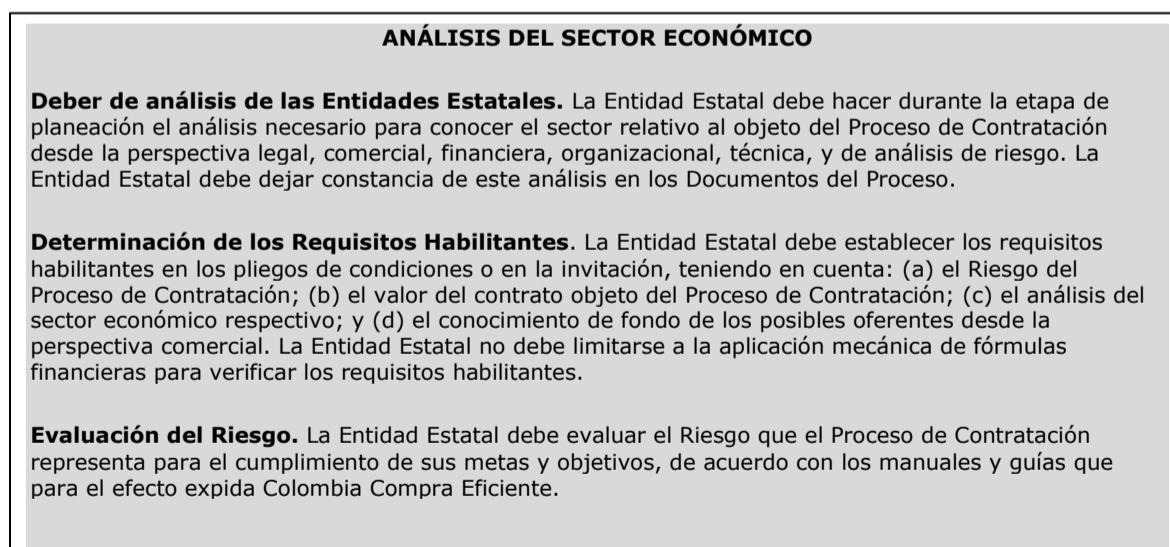 ANÁLISIS DEL SECTOR ECONÓMICO
Deber de análisis de las Entidades Estatales. La Entidad Estatal debe hacer durante la etapa de
planeación el análisis necesario para conocer el sector relativo al objeto del Proceso de Contratación
desde la perspectiva legal, comercial, financiera, organizacional, técnica, y de análisis de riesgo. La
Entidad Estatal debe dejar constancia de este análisis en los Documentos del Proceso.
Determinación de los Requisitos Habilitantes. La Entidad Estatal debe establecer los requisitos
habilitantes en los pliegos de condiciones o en la invitación, teniendo en cuenta: (a) el Riesgo del
Proceso de Contratación; (b) el valor del contrato objeto del Proceso de Contratación; (c) el análisis del
sector económico respectivo; y (d) el conocimiento de fondo de los posibles oferentes desde la
perspectiva comercial. La Entidad Estatal no debe limitarse a la aplicación mecánica de fórmulas
financieras para verificar los requisitos habilitantes.
Evaluación del Riesgo. La Entidad Estatal debe evaluar el Riesgo que el Proceso de Contratación
representa para el cumplimiento de sus metas y objetivos, de acuerdo con los manuales y guías que
para el efecto expida Colombia Compra Eficiente.